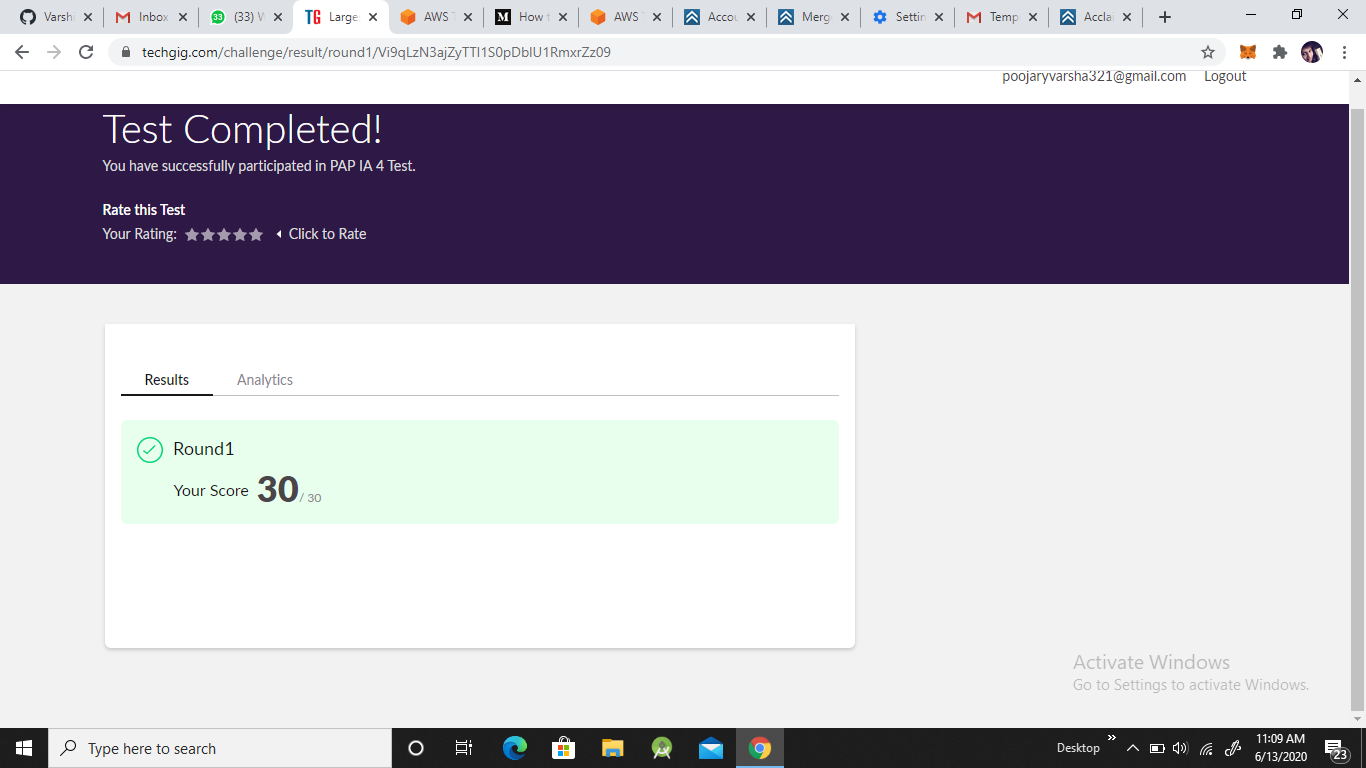 Varshi
Inbox
(33) W
TG Large
AWS T
M How t
AWS
Accou
Merg
Settin
Temp
Accla
techgig.com/challenge/result/round1/Vi9qLzN3ajZyTTl1S0pDblU1RmxrZz09
poojaryvarsha321@gmail.com Logout
Test Completed!
You have successfully participated in PAP IA 4 Test.
Rate this Test
Your Rating: Click to Rate
Results Analytics
Round1
Your Score 30 / 30
Activate Windows
Go to Settings to activate Windows.
Type here to search
Desktop
11:09 AM
6/13/2020
23